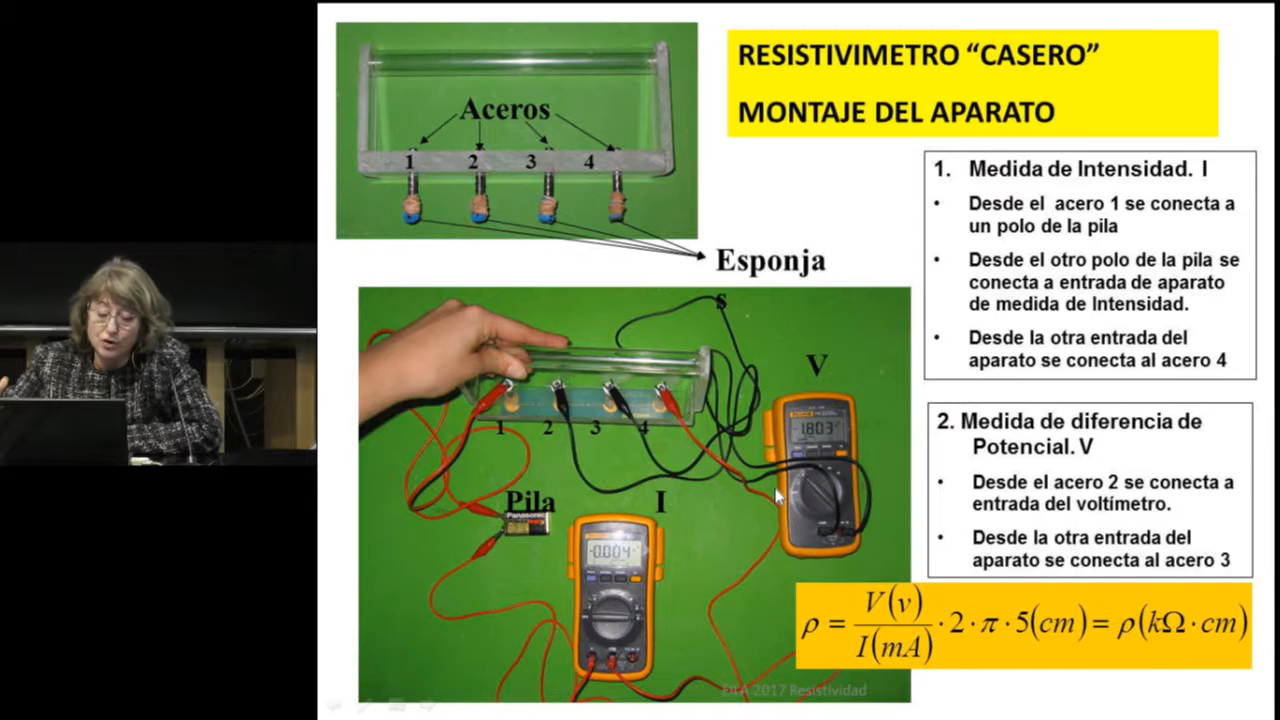 RESISTIVIMETRO “CASERO”
MONTAJE DEL APARATO
Aceros
1 2 3 4
Esponja
s
1. Medida de Intensidad. I
• Desde el acero 1 se conecta a
un polo de la pila
• Desde el otro polo de la pila se
conecta a entrada de aparato
de medida de Intensidad.
• Desde la otra entrada del
aparato se conecta al acero 4
V
-1.803
1 2 3 4
Pila
Panasonic
I
-0.004
2. Medida de diferencia de
Potencial. V
• Desde el acero 2 se conecta a
entrada del voltímetro.
• Desde la otra entrada del
aparato se conecta al acero 3
ρ = V(v) / I(mA) · 2 · π · 5(cm) = ρ(kΩ · cm)
2017 Resistividad